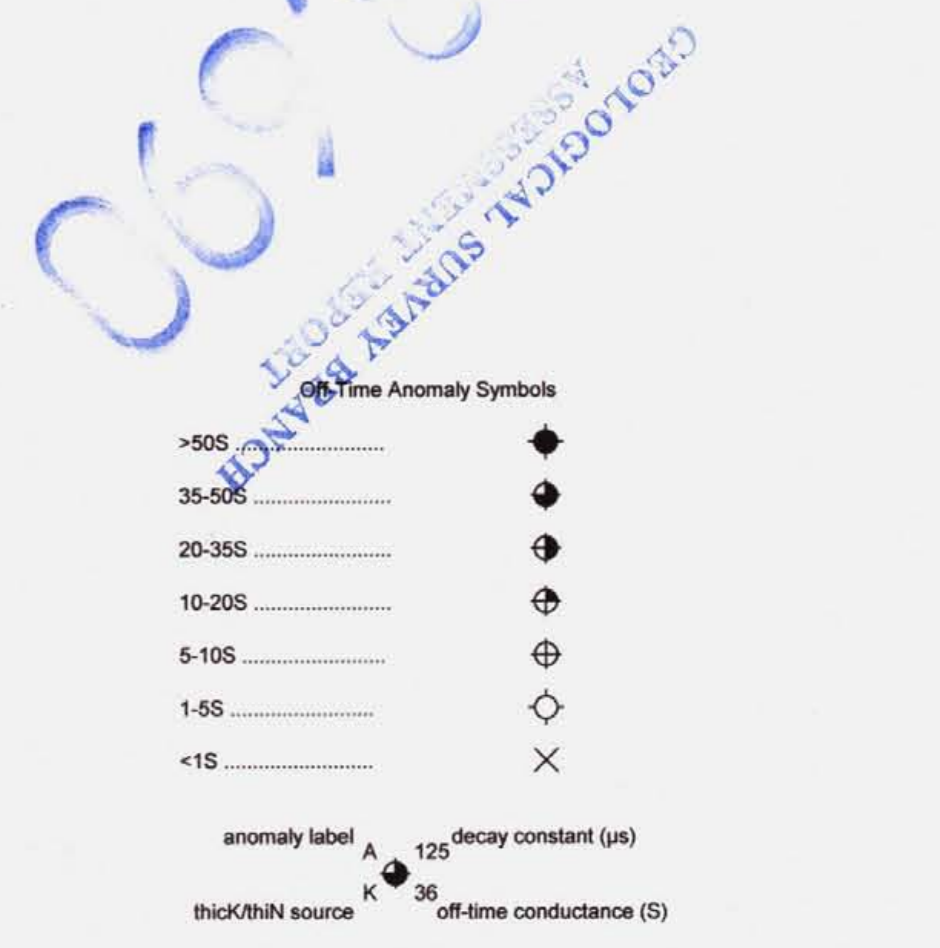 GEOLOGICAL SURVEY BRANCH
ASSESSMENT REPORT
Off-Time Anomaly Symbols
>50S ........................
35-50S ........................
20-35S ........................
10-20S ........................
5-10S ........................
1-5S ........................
<1S ........................
anomaly label decay constant (µs)
A 125
K 36
thicK/thiN source off-time conductance (S)